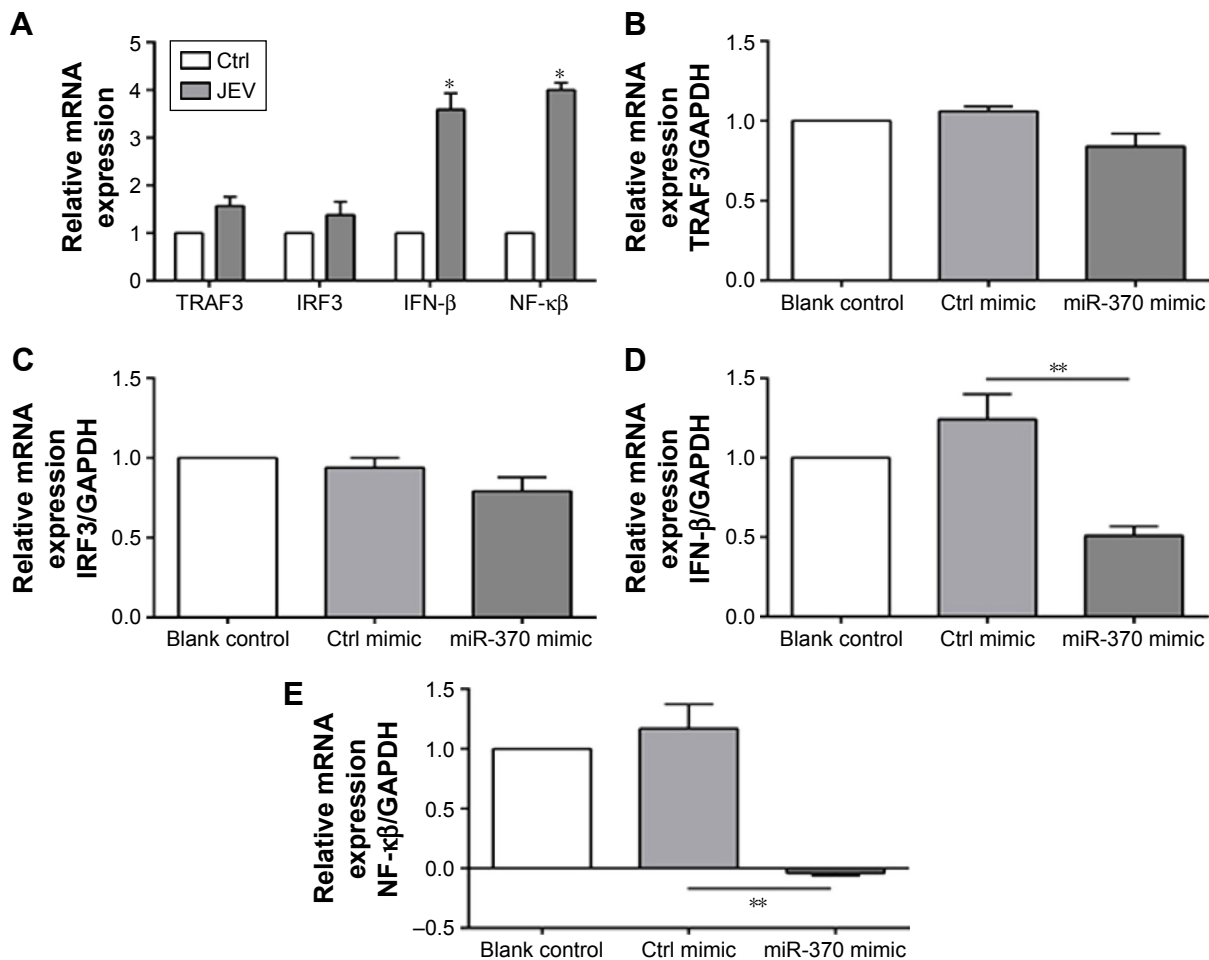 A
Relative mRNA
expression
5
4
3
2
1
0
Ctrl
JEV
*
*
TRAF3
IRF3
IFN-β
NF-κβ
B
Relative mRNA
expression
TRAF3/GAPDH
1.5
1.0
0.5
0.0
Blank control
Ctrl mimic
miR-370 mimic
C
Relative mRNA
expression
IRF3/GAPDH
1.5
1.0
0.5
0.0
Blank control
Ctrl mimic
miR-370 mimic
D
Relative mRNA
expression
IFN-β/GAPDH
1.5
1.0
0.5
0.0
**
Blank control
Ctrl mimic
miR-370 mimic
E
Relative mRNA
expression
NF-κβ/GAPDH
1.5
1.0
0.5
0.0
–0.5
**
Blank control
Ctrl mimic
miR-370 mimic